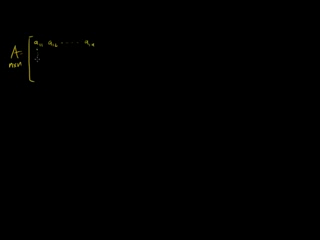 A = [ a₁₁ a₁₂ ····· a₁ₙ
n×n